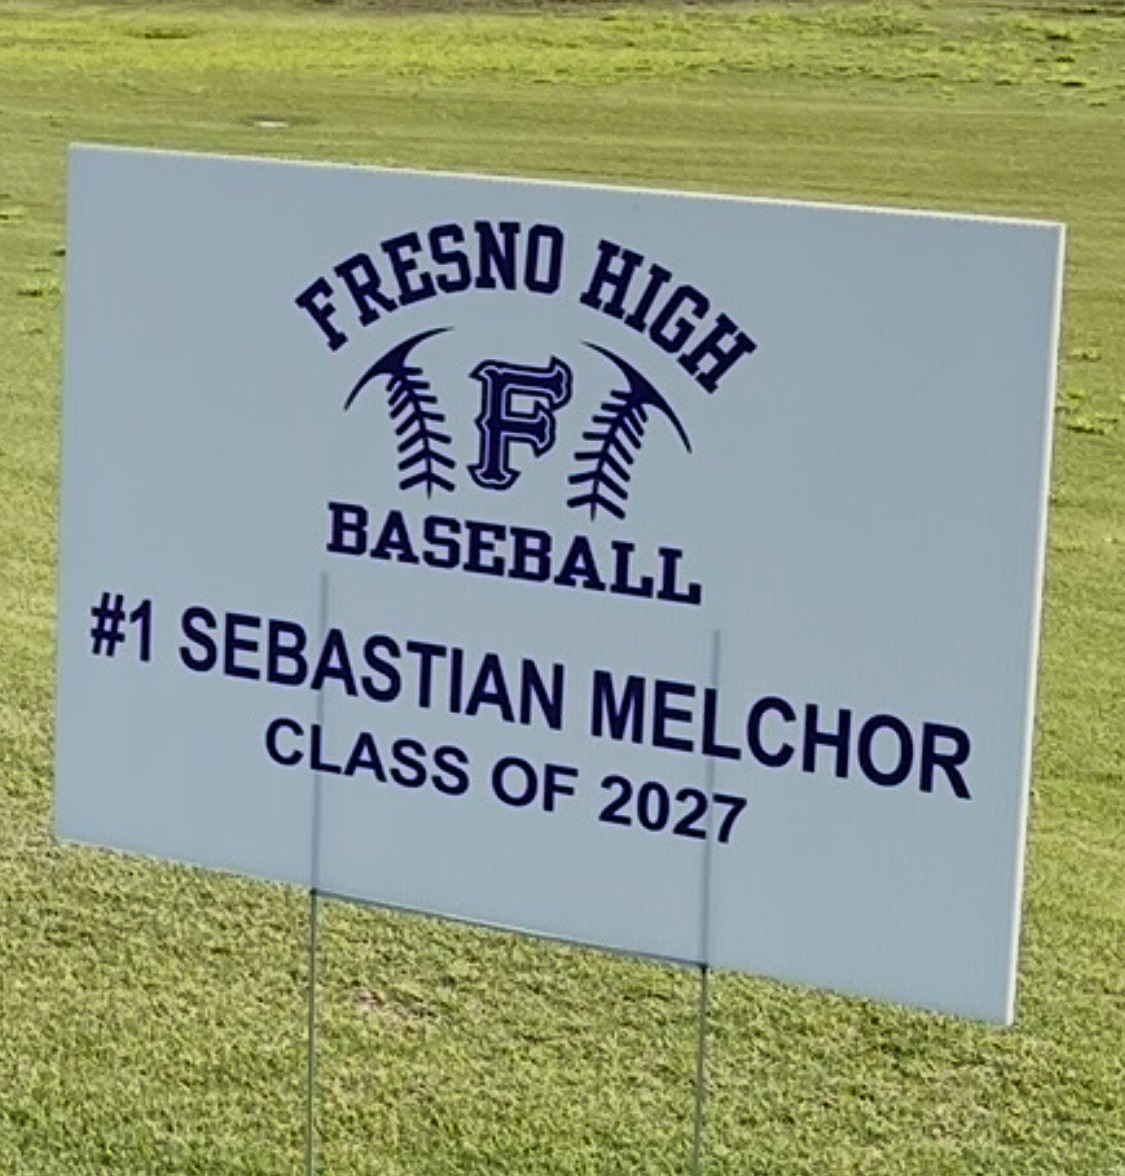 FRESNO HIGH
F
BASEBALL
#1 SEBASTIAN MELCHOR
CLASS OF 2027